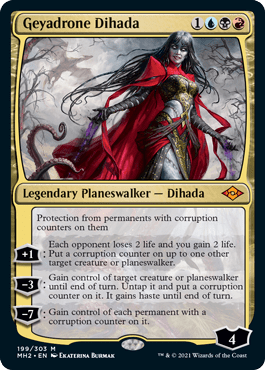 Geyadrone Dihada 1
Legendary Planeswalker — Dihada
Protection from permanents with corruption
counters on them
Each opponent loses 2 life and you gain 2 life.
+1: Put a corruption counter on up to one other
target creature or planeswalker
Gain control of target creature or planeswalker
−3: until end of turn. Untap it and put a corruption
counter on it. It gains haste until end of turn.
−7: Gain control of each permanent with a
corruption counter on it.
4
199/303 M
MH2 • EN Ekaterina Burmak
™ & © 2021 Wizards of the Coast